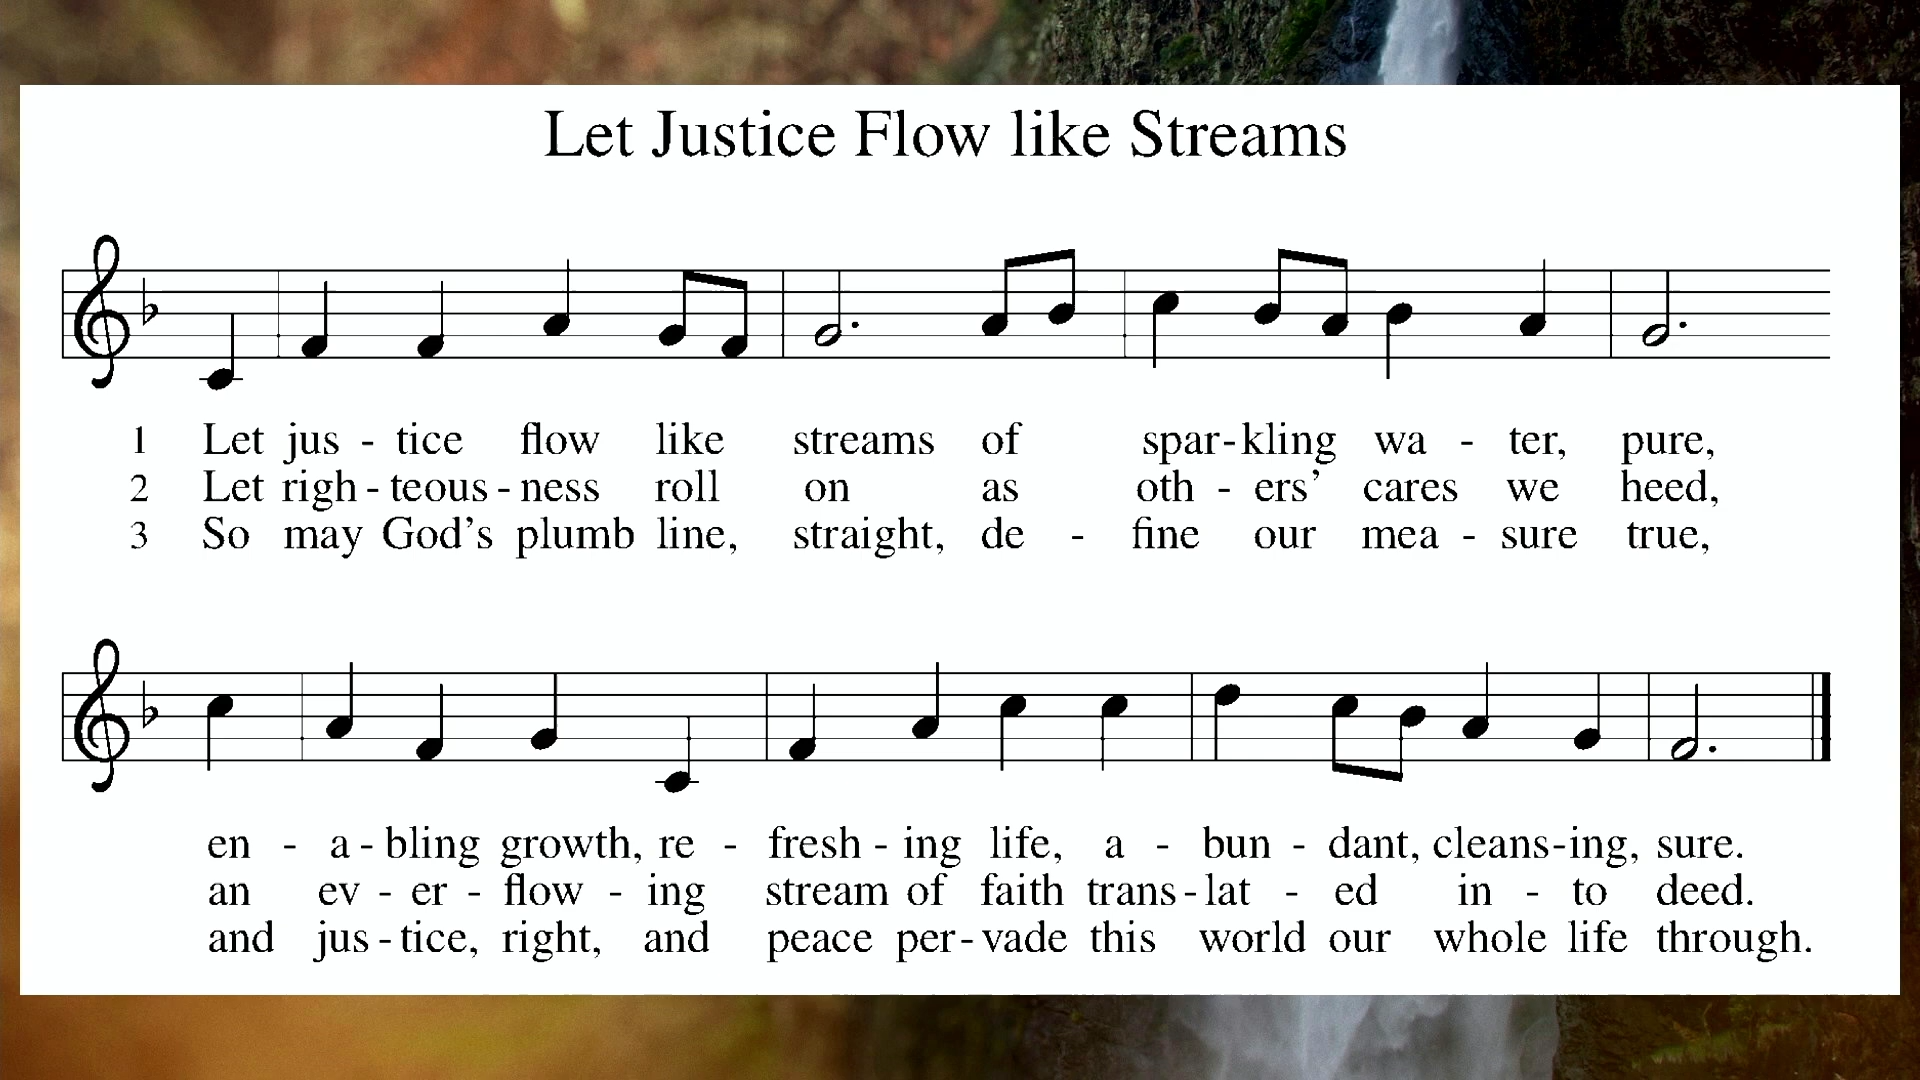 Let Justice Flow like Streams
1 Let jus - tice flow like streams of spar - kling wa - ter, pure,
2 Let righ - teous - ness roll on as oth - ers’ cares we heed,
3 So may God’s plumb line, straight, de - fine our mea - sure true,
en - a - bling growth, re - fresh - ing life, a - bun - dant, cleans - ing, sure.
an ev - er - flow - ing stream of faith trans - lat - ed in - to deed.
and jus - tice, right, and peace per - vade this world our whole life through.